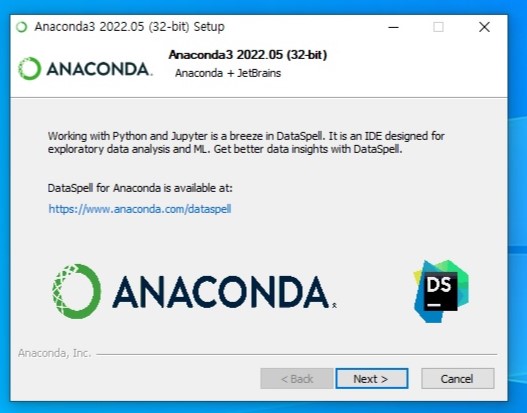 Anaconda3 2022.05 (32-bit) Setup
ANACONDA.
Anaconda3 2022.05 (32-bit)
Anaconda + JetBrains
Working with Python and Jupyter is a breeze in DataSpell. It is an IDE designed for
exploratory data analysis and ML. Get better data insights with DataSpell.
DataSpell for Anaconda is available at:
https://www.anaconda.com/dataspell
ANACONDA.
DS
Anaconda, Inc.
< Back
Next >
Cancel